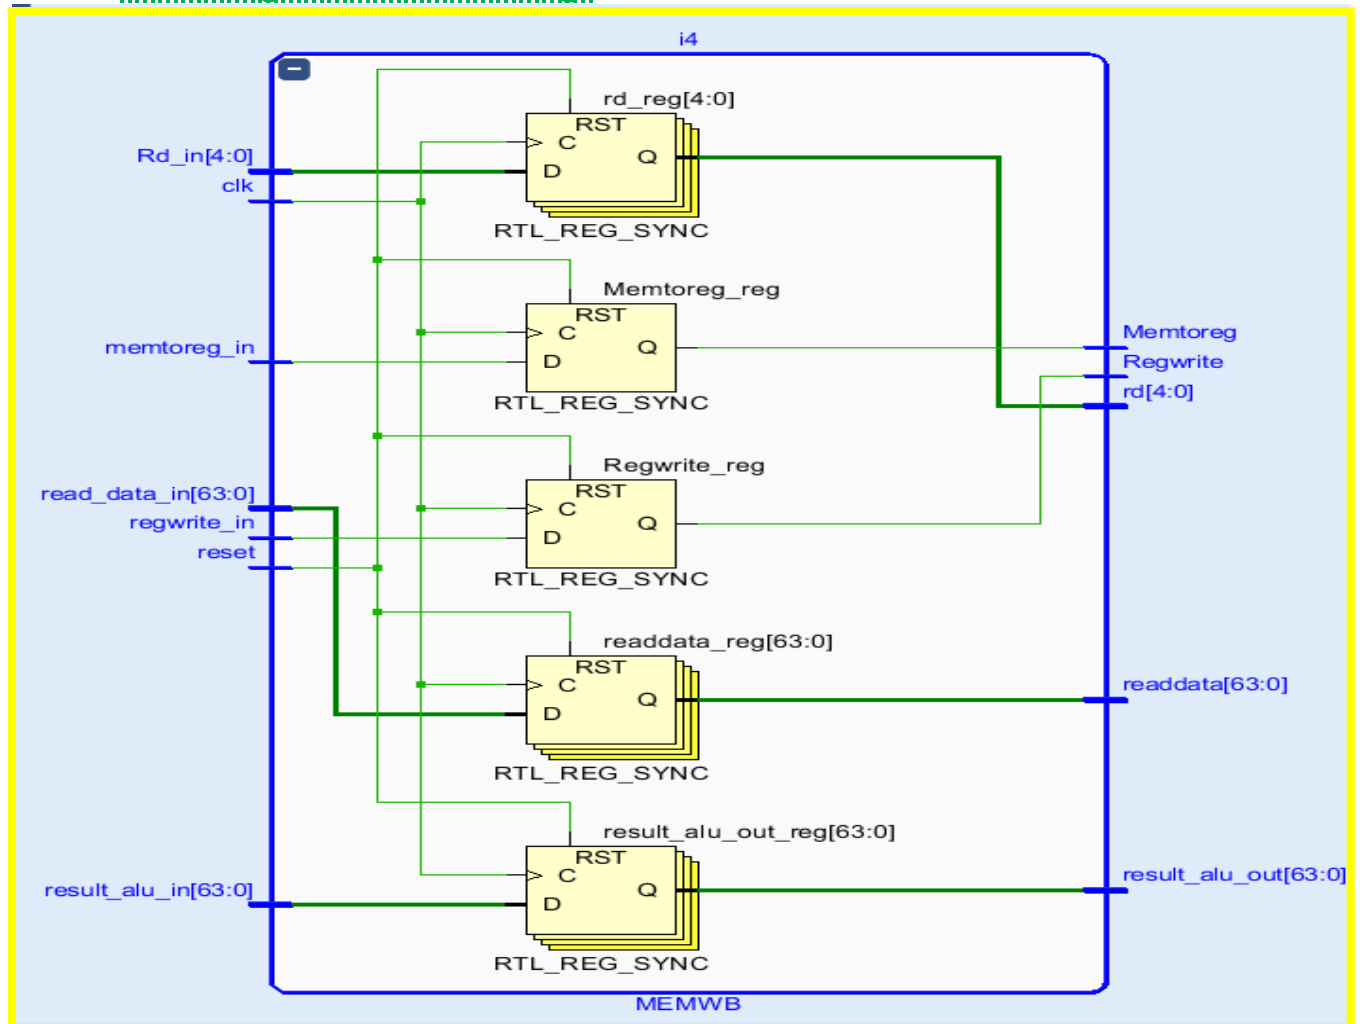 i4
rd_reg[4:0]
RST
C
Q
D
RTL_REG_SYNC
Rd_in[4:0]
clk
Memtoreg_reg
RST
C
Q
D
RTL_REG_SYNC
memtoreg_in
Memtoreg
Regwrite
rd[4:0]
Regwrite_reg
RST
C
Q
D
RTL_REG_SYNC
read_data_in[63:0]
regwrite_in
reset
readdata_reg[63:0]
RST
C
Q
D
RTL_REG_SYNC
readdata[63:0]
result_alu_out_reg[63:0]
RST
C
Q
D
RTL_REG_SYNC
result_alu_in[63:0]
result_alu_out[63:0]
MEMWB